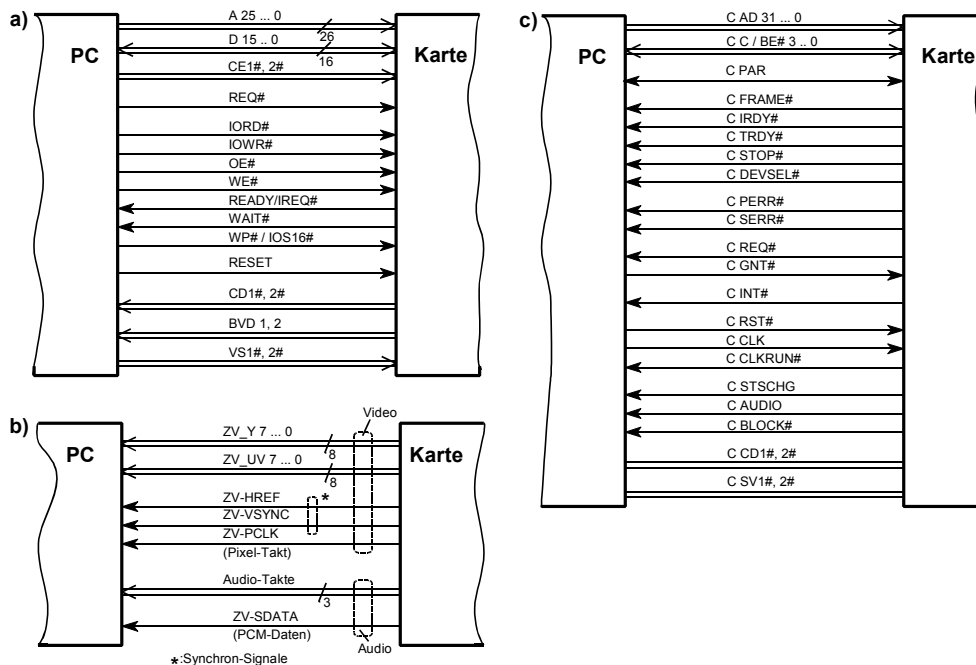 a)
PC
Karte
A 25 ... 0
26
D 15 .. 0
16
CE1#, 2#
REQ#
IORD#
IOWR#
OE#
WE#
READY/IREQ#
WAIT#
WP# / IOS16#
RESET
CD1#, 2#
BVD 1, 2
VS1#, 2#
b)
PC
Karte
Video
ZV_Y 7 ... 0
8
ZV_UV 7 ... 0
8
ZV-HREF
*
ZV-VSYNC
ZV-PCLK
(Pixel-Takt)
Audio-Takte
3
ZV-SDATA
(PCM-Daten)
Audio
*:Synchron-Signale
c)
PC
Karte
C AD 31 ... 0
C C / BE# 3 .. 0
C PAR
C FRAME#
C IRDY#
C TRDY#
C STOP#
C DEVSEL#
C PERR#
C SERR#
C REQ#
C GNT#
C INT#
C RST#
C CLK
C CLKRUN#
C STSCHG
C AUDIO
C BLOCK#
C CD1#, 2#
C SV1#, 2#